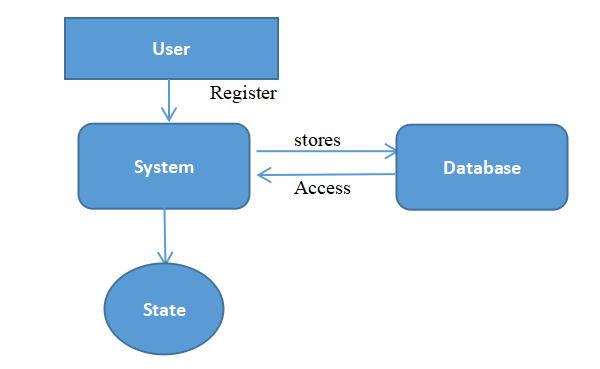 User
Register
System
stores
Access
Database
State